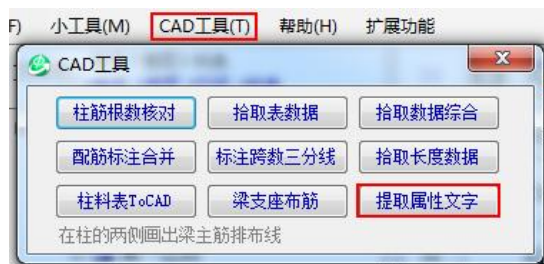 F) 小工具(M) CAD工具(T) 帮助(H) 扩展功能
CAD工具
柱筋根数核对 拾取表数据 拾取数据综合
配筋标注合并 标注跨数三分线 拾取长度数据
柱料表ToCAD 梁支座布筋 提取属性文字
在柱的两侧画出梁主筋排布线